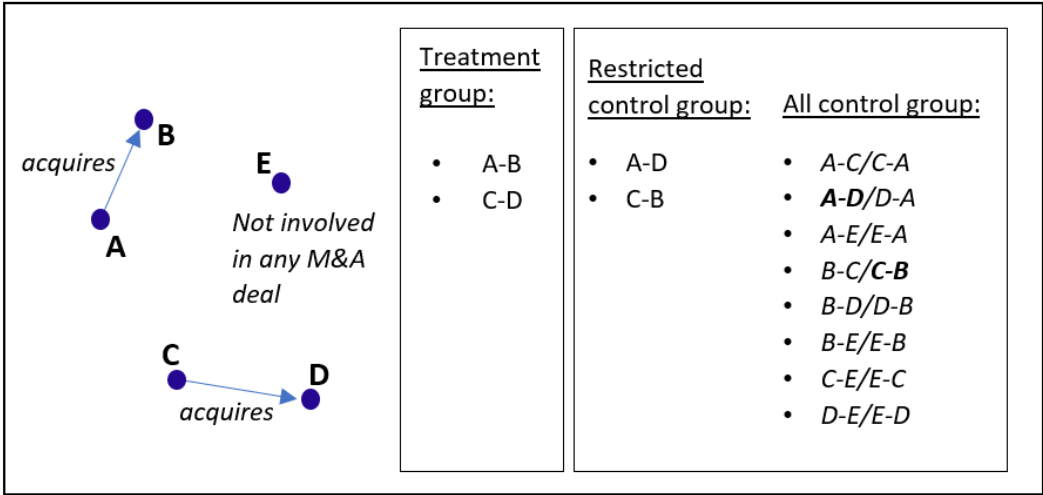 B
acquires
A
E
Not involved
in any M&A
deal
C
D
acquires
Treatment
group:
• A-B
• C-D
Restricted
control group:
• A-D
• C-B
All control group:
• A-C/C-A
• A-D/D-A
• A-E/E-A
• B-C/C-B
• B-D/D-B
• B-E/E-B
• C-E/E-C
• D-E/E-D